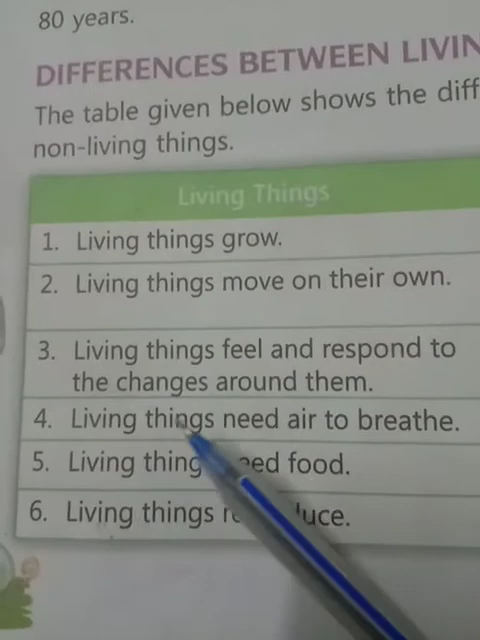 80 years.
DIFFERENCES BETWEEN
The table given below shows the
non-living things.
Living Things
1. Living things grow.
2. Living things move on their own.
3. Living things feel and respond to
the changes around them.
4. Living things need air to breathe.
5. Living food.
6. Living things